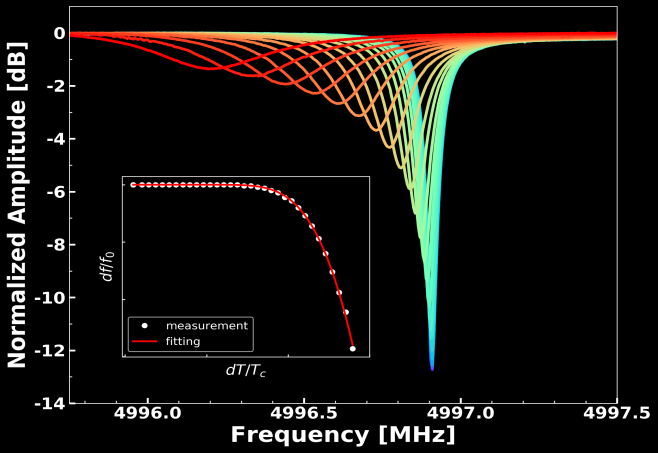 Normalized Amplitude [dB]
0
-2
-4
-6
-8
-10
-12
-14
df/f0
measurement
fitting
dT/Tc
4996.0 4996.5 4997.0 4997.5
Frequency [MHz]